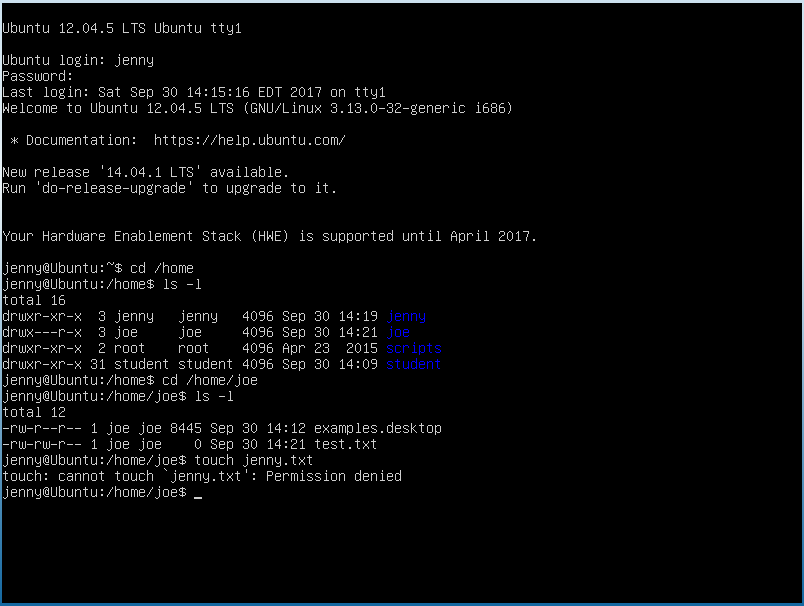 Ubuntu 12.04.5 LTS Ubuntu tty1
Ubuntu login: jenny
Password:
Last login: Sat Sep 30 14:15:16 EDT 2017 on tty1
Welcome to Ubuntu 12.04.5 LTS (GNU/Linux 3.13.0-32-generic i686)
* Documentation:  https://help.ubuntu.com/
New release '14.04.1 LTS' available.
Run 'do-release-upgrade' to upgrade to it.
Your Hardware Enablement Stack (HWE) is supported until April 2017.
jenny@Ubuntu:~$ cd /home
jenny@Ubuntu:/home$ ls -l
total 16
drwxr-xr-x  3 jenny   jenny   4096 Sep 30 14:19 jenny
drwx---r-x  3 joe     joe     4096 Sep 30 14:21 joe
drwxr-xr-x  2 root    root    4096 Apr 23  2015 scripts
drwxr-xr-x 31 student student 4096 Sep 30 14:09 student
jenny@Ubuntu:/home$ cd /home/joe
jenny@Ubuntu:/home/joe$ ls -l
total 12
-rw-r--r-- 1 joe joe 8445 Sep 30 14:12 examples.desktop
-rw-rw-r-- 1 joe joe    0 Sep 30 14:21 test.txt
jenny@Ubuntu:/home/joe$ touch jenny.txt
touch: cannot touch `jenny.txt': Permission denied
jenny@Ubuntu:/home/joe$ _